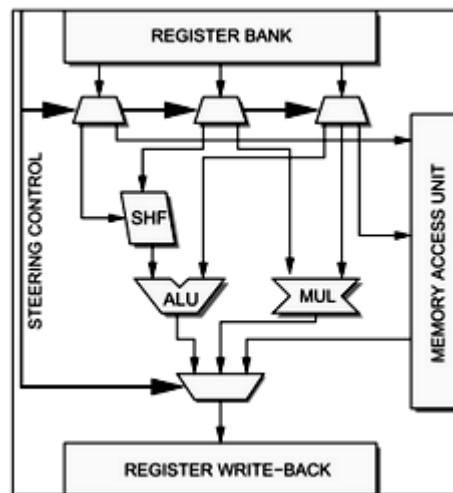 REGISTER BANK
STEERING CONTROL
MEMORY ACCESS UNIT
SHF
ALU
MUL
REGISTER WRITE-BACK